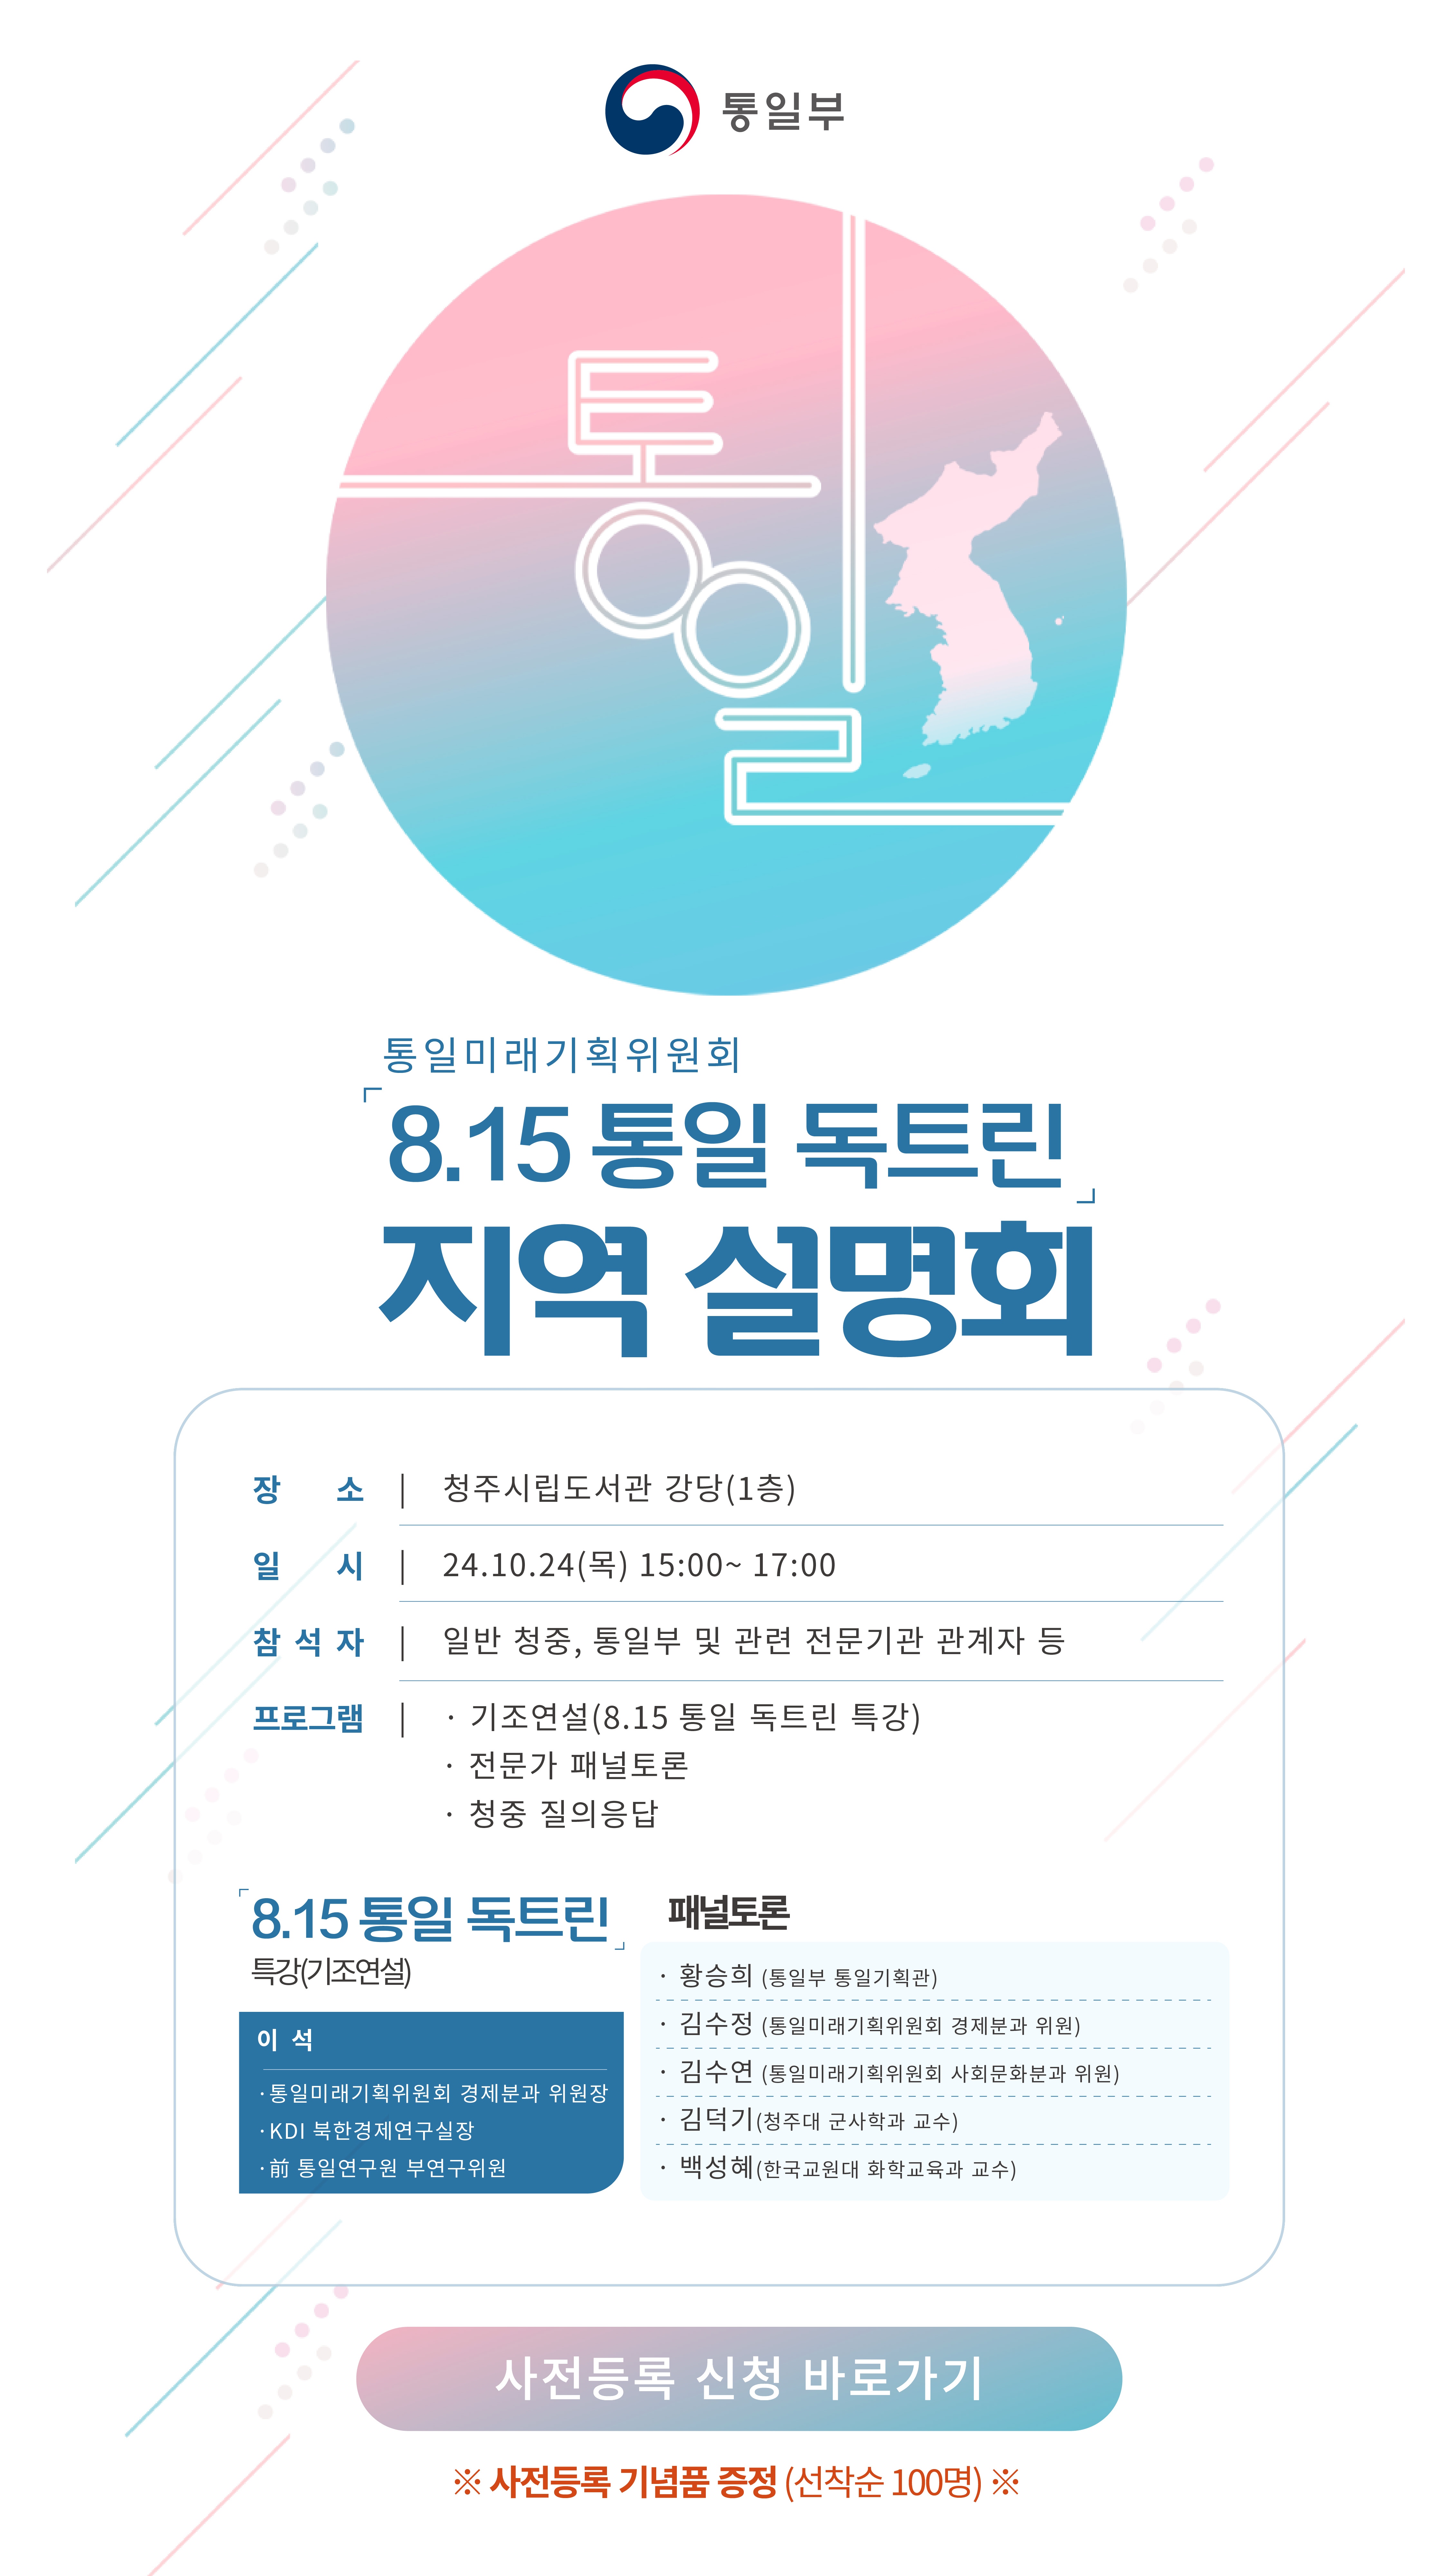 통일부
통일
통일미래기획위원회
「8.15 통일 독트린」
지역 설명회
장 소 | 청주시립도서관 강당(1층)
일 시 | 24.10.24(목) 15:00~ 17:00
참 석 자 | 일반 청중, 통일부 및 관련 전문기관 관계자 등
프로그램 | · 기조연설(8.15 통일 독트린 특강)
· 전문가 패널토론
· 청중 질의응답
「8.15 통일 독트린」
특강(기조연설)
이 석
·통일미래기획위원회 경제분과 위원장
·KDI 북한경제연구실장
·前 통일연구원 부연구위원
패널토론
· 황승희 (통일부 통일기획관)
· 김수정 (통일미래기획위원회 경제분과 위원)
· 김수연 (통일미래기획위원회 사회문화분과 위원)
· 김덕기(청주대 군사학과 교수)
· 백성혜(한국교원대 화학교육과 교수)
사전등록 신청 바로가기
※ 사전등록 기념품 증정 (선착순 100명) ※